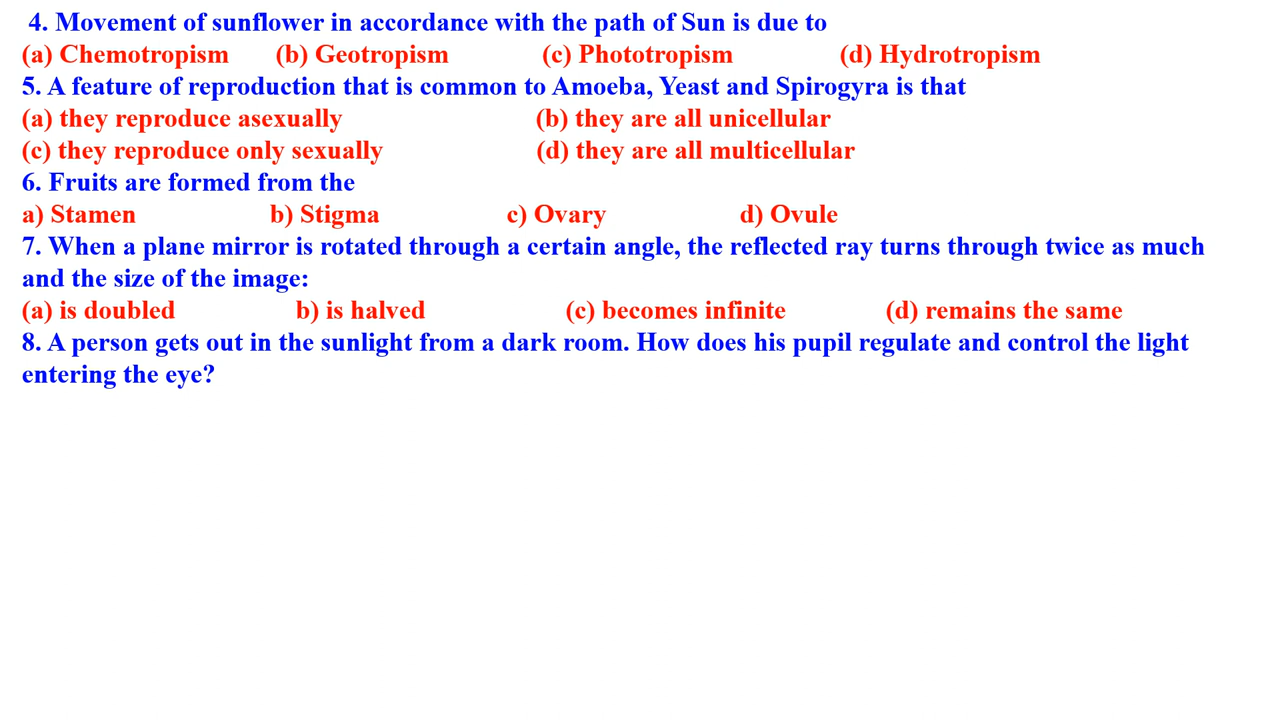 4. Movement of sunflower in accordance with the path of Sun is due to
(a) Chemotropism (b) Geotropism (c) Phototropism (d) Hydrotropism
5. A feature of reproduction that is common to Amoeba, Yeast and Spirogyra is that
(a) they reproduce asexually (b) they are all unicellular
(c) they reproduce only sexually (d) they are all multicellular
6. Fruits are formed from the
a) Stamen b) Stigma c) Ovary d) Ovule
7. When a plane mirror is rotated through a certain angle, the reflected ray turns through twice as much
and the size of the image:
(a) is doubled b) is halved (c) becomes infinite (d) remains the same
8. A person gets out in the sunlight from a dark room. How does his pupil regulate and control the light
entering the eye?